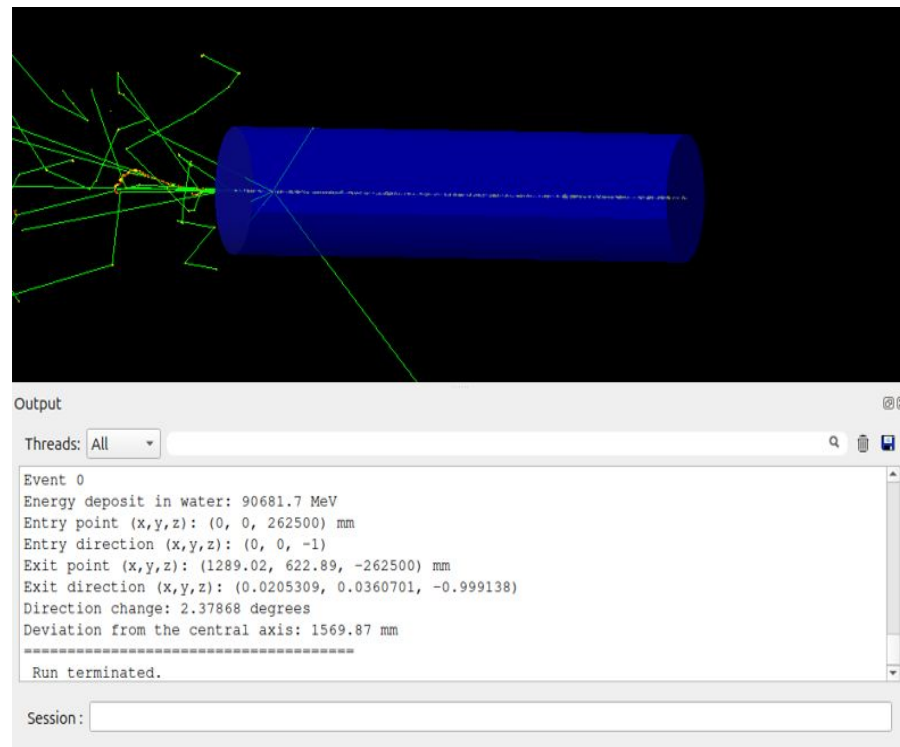 Output
Threads: All
Event 0
Energy deposit in water: 90681.7 MeV
Entry point (x,y,z): (0, 0, 262500) mm
Entry direction (x,y,z): (0, 0, -1)
Exit point (x,y,z): (1289.02, 622.89, -262500) mm
Exit direction (x,y,z): (0.0205309, 0.0360701, -0.999138)
Direction change: 2.37868 degrees
Deviation from the central axis: 1569.87 mm
=======================================
Run terminated.
Session :